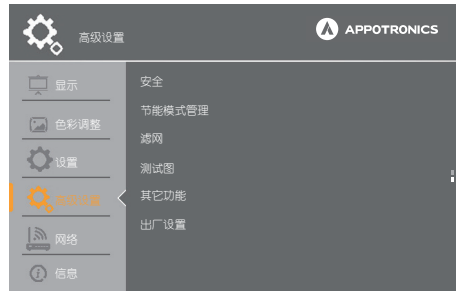 高级设置
APPOTRONICS
显示
色彩调整
设置
网络
信息
安全
节能模式管理
滤网
测试图
其它功能
出厂设置